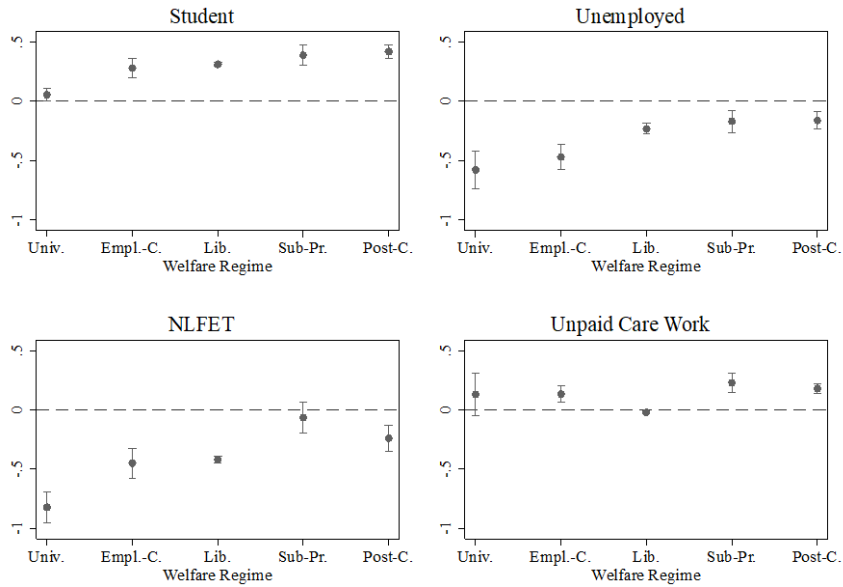 Student
.5
0
-.5
-1
Univ.
Empl.-C.
Lib.
Sub-Pr.
Post-C.
Welfare Regime
Unemployed
.5
0
-.5
-1
Univ.
Empl.-C.
Lib.
Sub-Pr.
Post-C.
Welfare Regime
NLFET
.5
0
-.5
-1
Univ.
Empl.-C.
Lib.
Sub-Pr.
Post-C.
Welfare Regime
Unpaid Care Work
.5
0
-.5
-1
Univ.
Empl.-C.
Lib.
Sub-Pr.
Post-C.
Welfare Regime